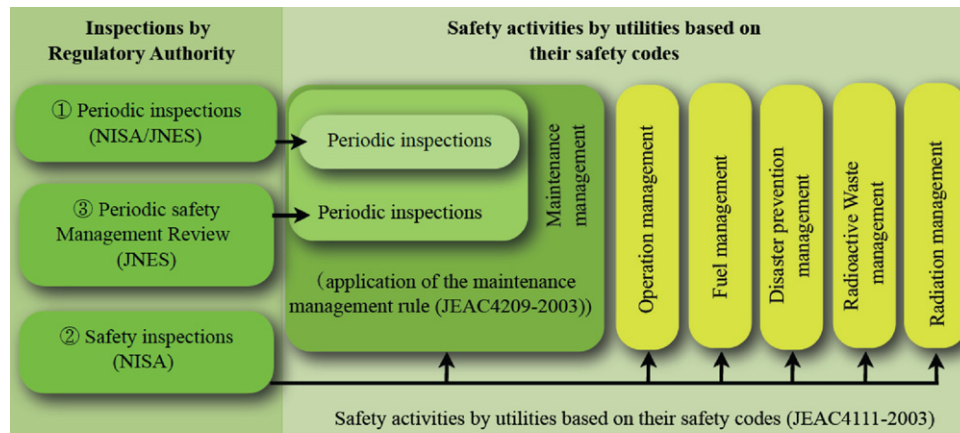 Inspections by
Regulatory Authority
Safety activities by utilities based on
their safety codes
① Periodic inspections
(NISA/JNES)
③ Periodic safety
Management Review
(JNES)
② Safety inspections
(NISA)
Periodic inspections
Periodic inspections
Maintenance
management
(application of the maintenance
management rule (JEAC4209-2003))
Operation management
Fuel management
Disaster prevention
management
Radioactive Waste
management
Radiation management
Safety activities by utilities based on their safety codes (JEAC4111-2003)